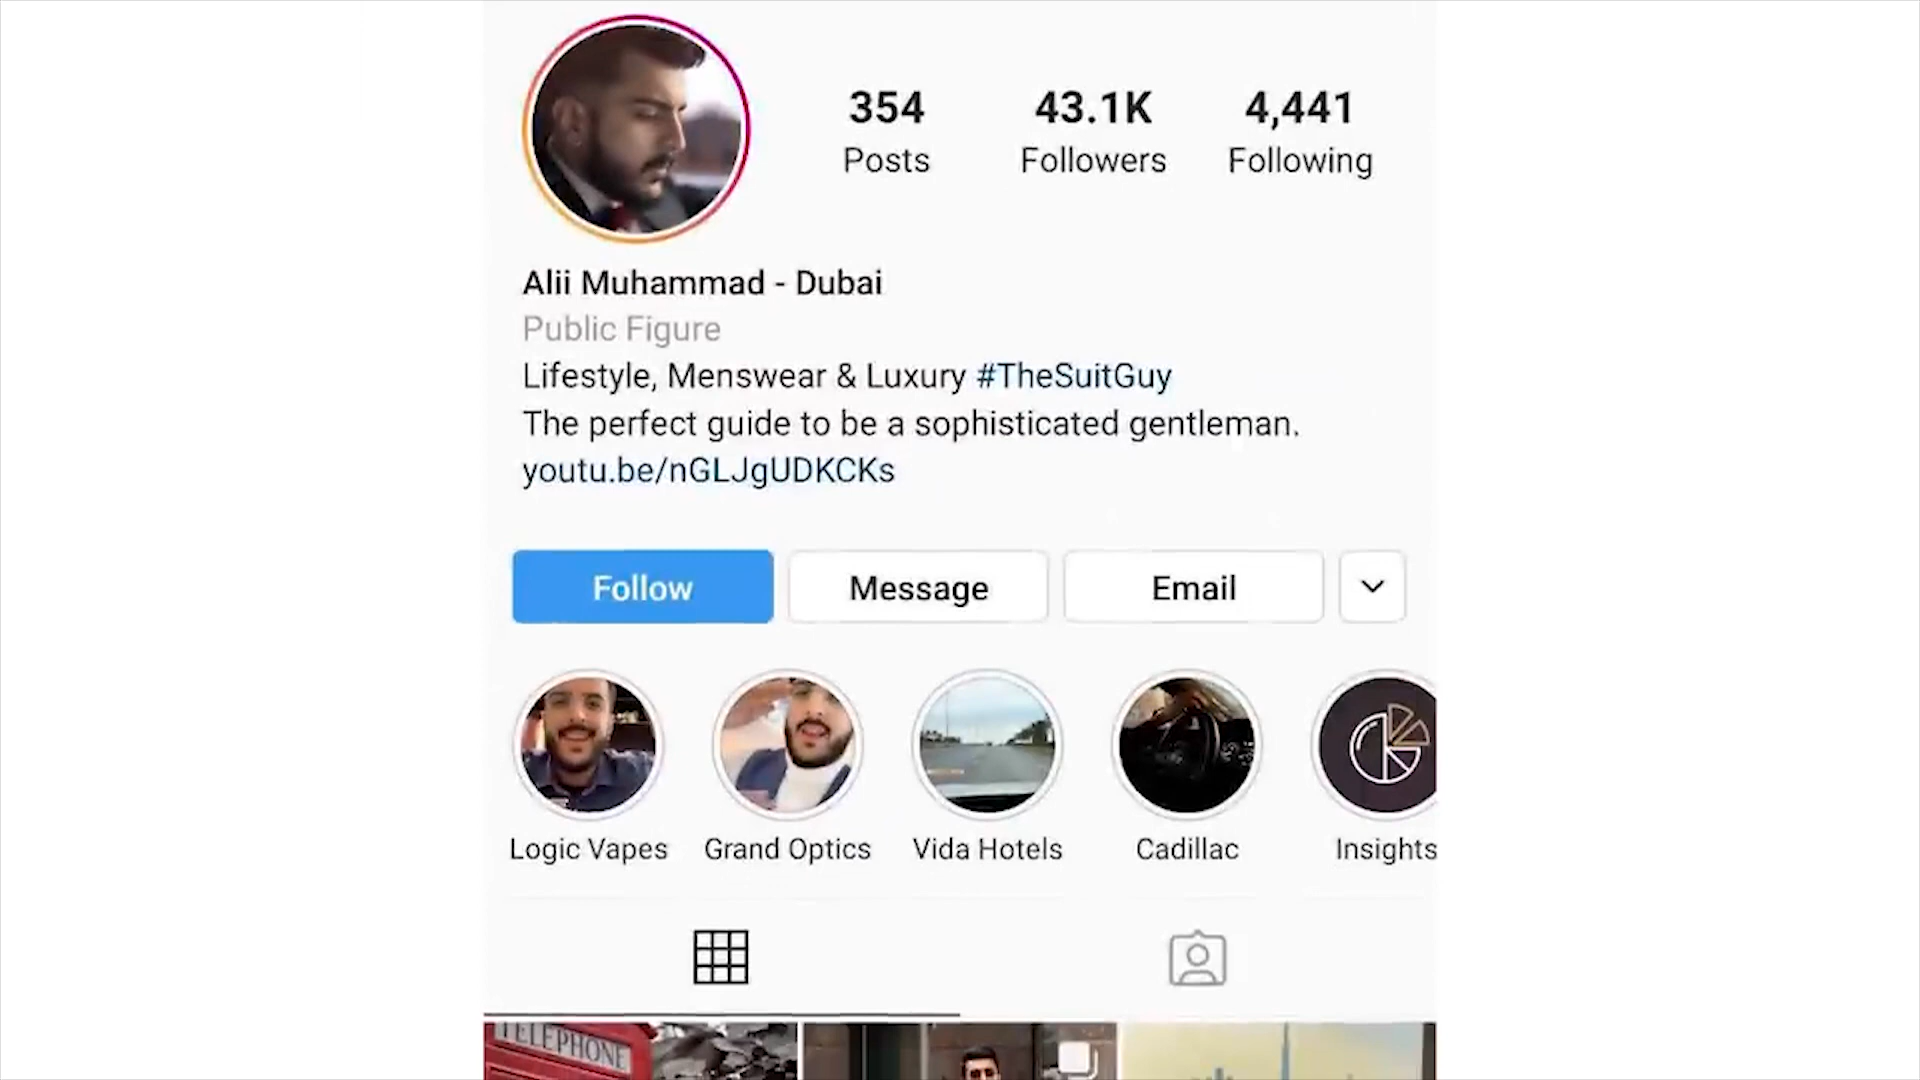 354 43.1K 4,441
Posts Followers Following
Alii Muhammad - Dubai
Public Figure
Lifestyle, Menswear & Luxury #TheSuitGuy
The perfect guide to be a sophisticated gentleman.
youtu.be/nGLJgUDKCKs
Follow Message Email
Logic Vapes Grand Optics Vida Hotels Cadillac Insights
TELEPHONE